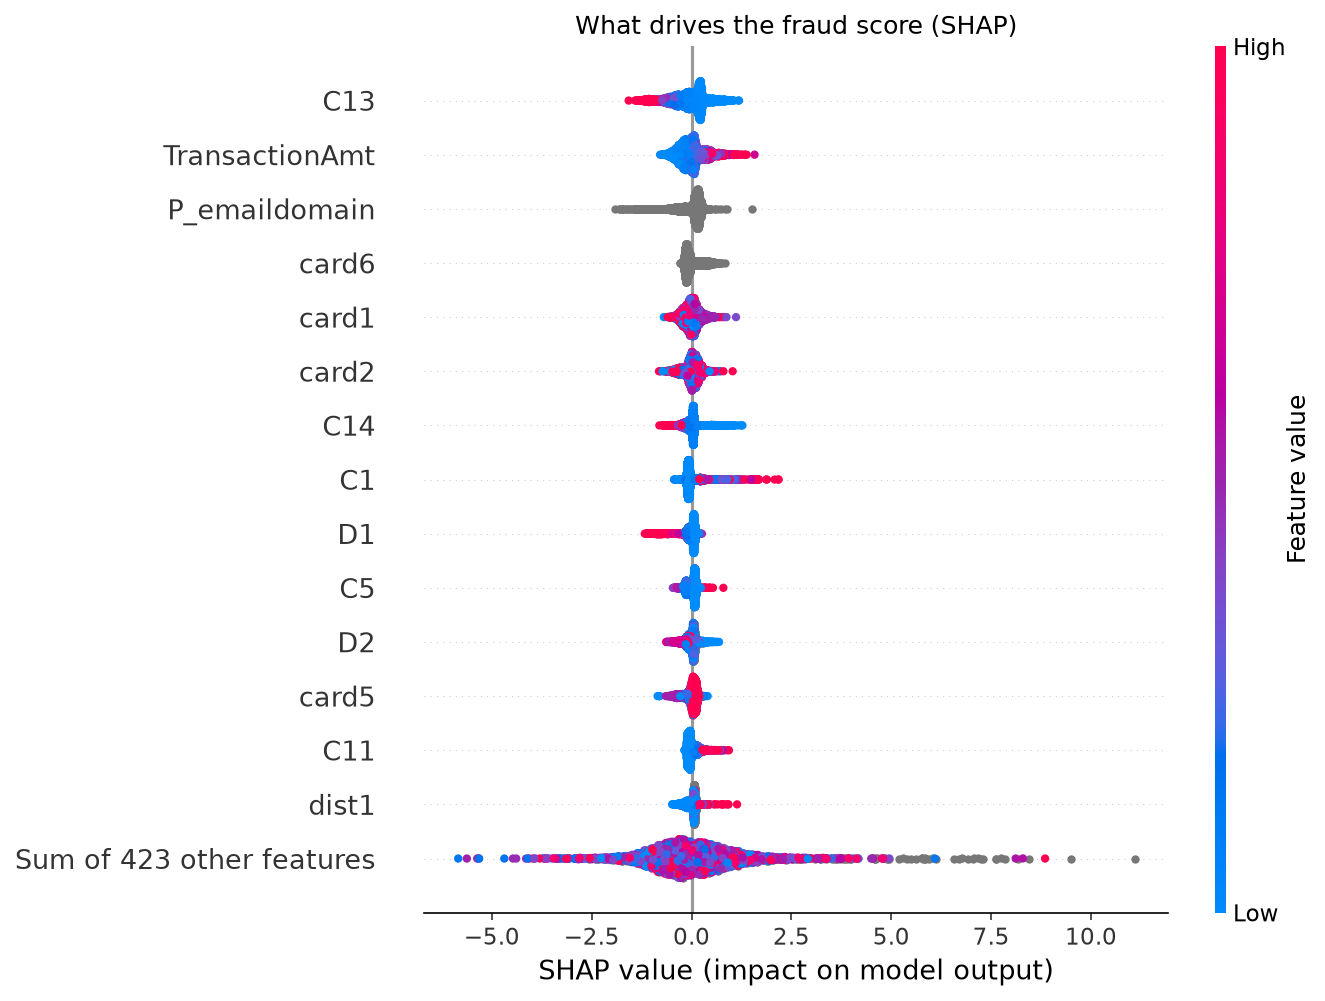 What drives the fraud score (SHAP)
High
C13
TransactionAmt
P_emaildomain
card6
card1
card2
C14
C1
D1
C5
D2
card5
C11
dist1
Sum of 423 other features
Feature value
Low
−5.0 −2.5 0.0 2.5 5.0 7.5 10.0
SHAP value (impact on model output)